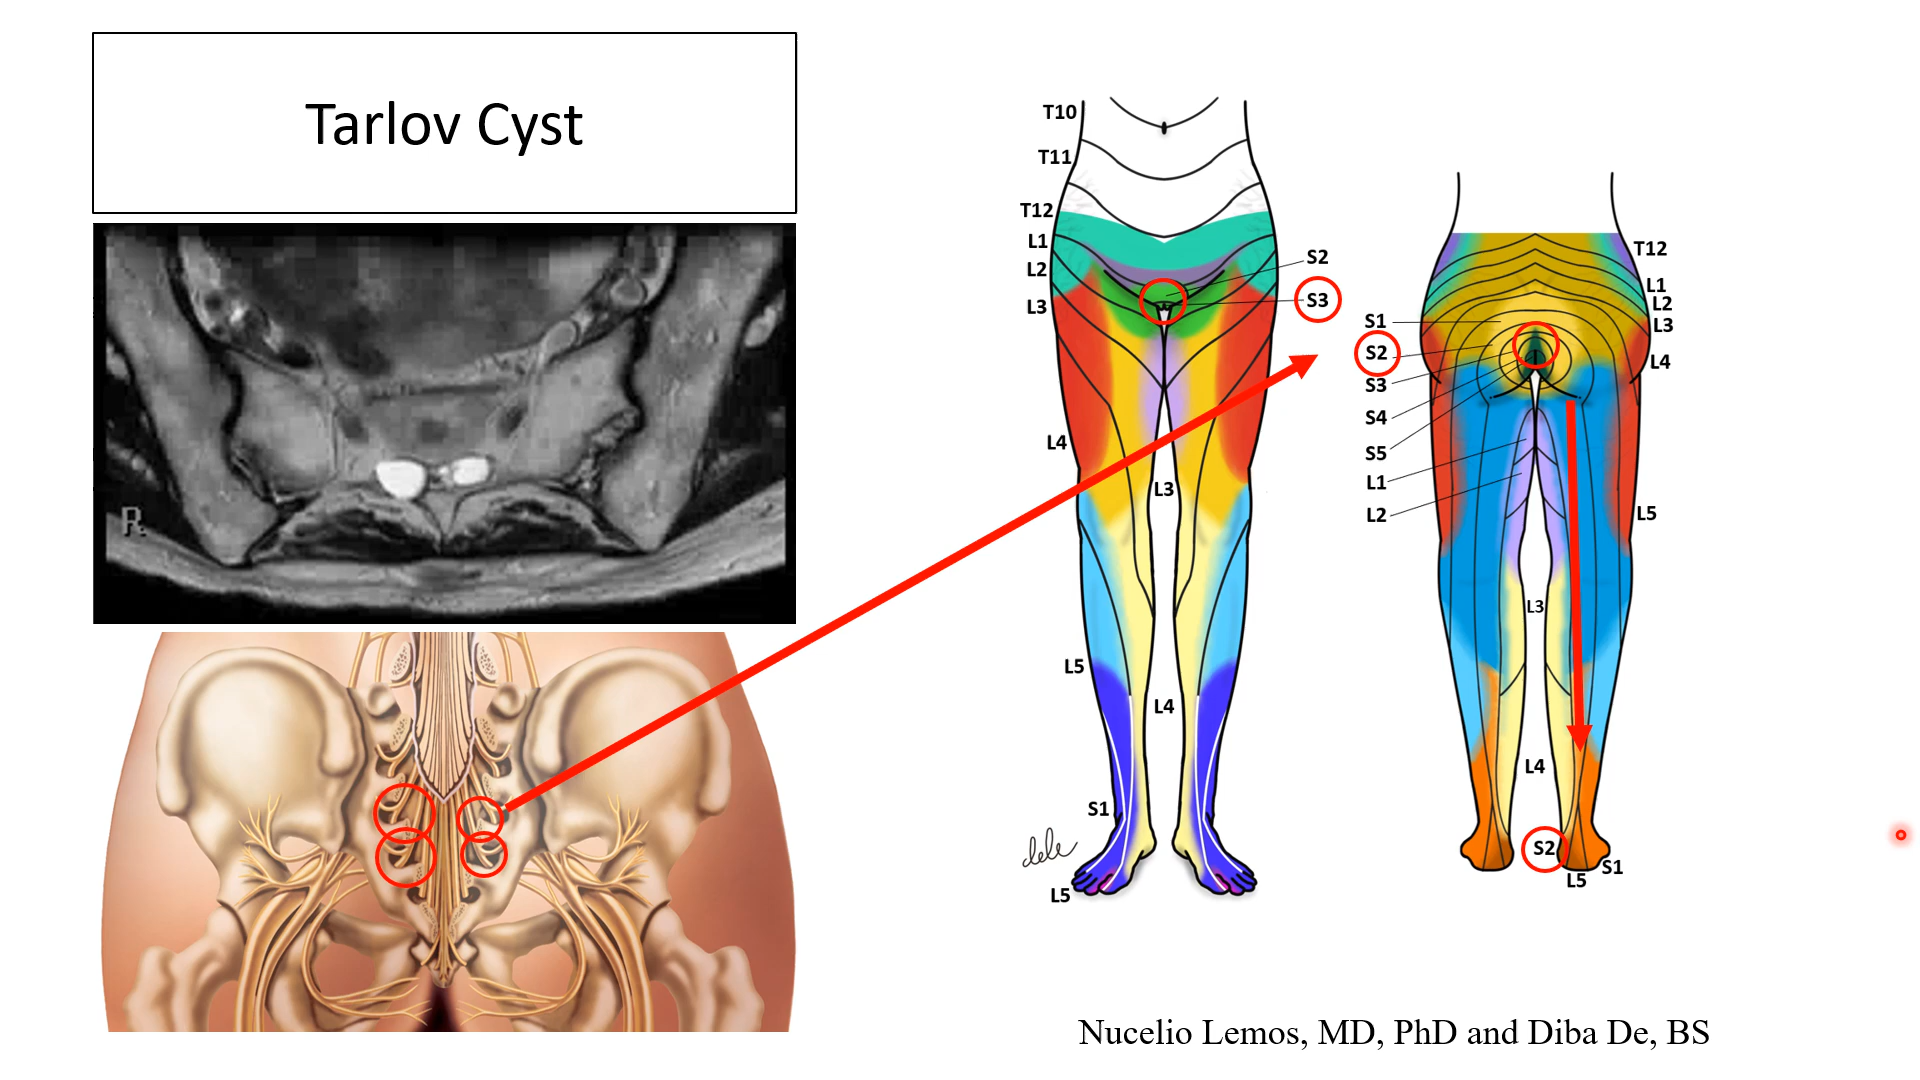 Tarlov Cyst
R
T10
T11
T12
L1
L2
L3
L4
L5
S1
L5
S2
S3
L3
L4
dele
S1
S2
S3
S4
S5
L1
L2
T12
L1
L2
L3
L4
L5
L3
L4
S2
L5
S1
Nucelio Lemos, MD, PhD and Diba De, BS